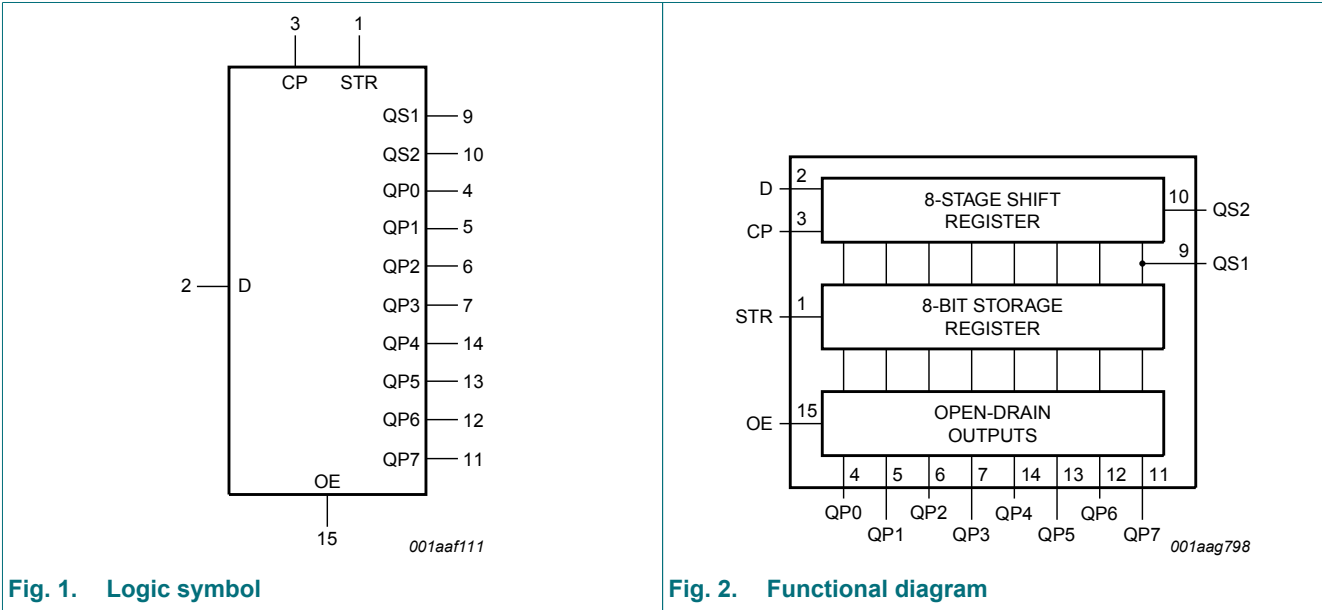 3 1
CP STR
QS1 9
QS2 10
QP0 4
QP1 5
QP2 6
2 D
QP3 7
QP4 14
QP5 13
QP6 12
QP7 11
OE
15
001aaf111
Fig. 1. Logic symbol
D 2
8-STAGE SHIFT
REGISTER
10 QS2
CP 3
9 QS1
STR 1
8-BIT STORAGE
REGISTER
OE 15
OPEN-DRAIN
OUTPUTS
4 5 6 7 14 13 12 11
QP0 QP2 QP4 QP6
QP1 QP3 QP5 QP7
001aag798
Fig. 2. Functional diagram